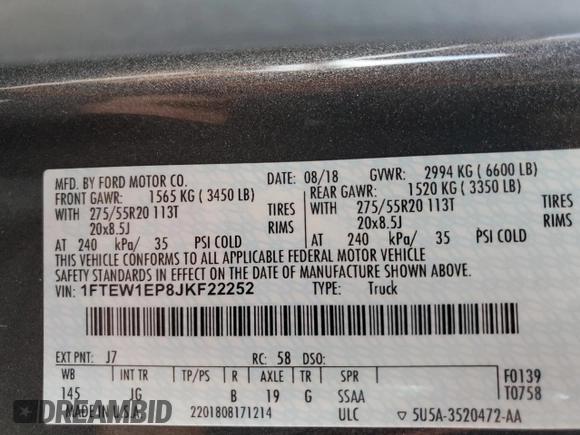 MFD. BY FORD MOTOR CO.
DATE: 08/18 GVWR: 2994 KG ( 6600 LB)
FRONT GAWR: 1565 KG ( 3450 LB) REAR GAWR: 1520 KG ( 3350 LB)
WITH 275/55R20 113T TIRES WITH 275/55R20 113T TIRES
20x8.5J RIMS 20x8.5J RIMS
AT 240 kPa/ 35 PSI COLD AT 240 kPa/ 35 PSI COLD
THIS VEHICLE CONFORMS TO ALL APPLICABLE FEDERAL MOTOR VEHICLE
SAFETY STANDARDS IN EFFECT ON THE DATE OF MANUFACTURE SHOWN ABOVE.
VIN: 1FTEW1EP8JKF22252 TYPE: Truck
EXT PNT: J7 RC: 58 DSO:
WB INT TR TP/PS R AXLE TR SPR F0139
145 JG B 19 G SSAA T0758
MADE IN U.S.A. 2201808171214 ULC ▽5U5A-3520472-AA
EPICVIN.COM